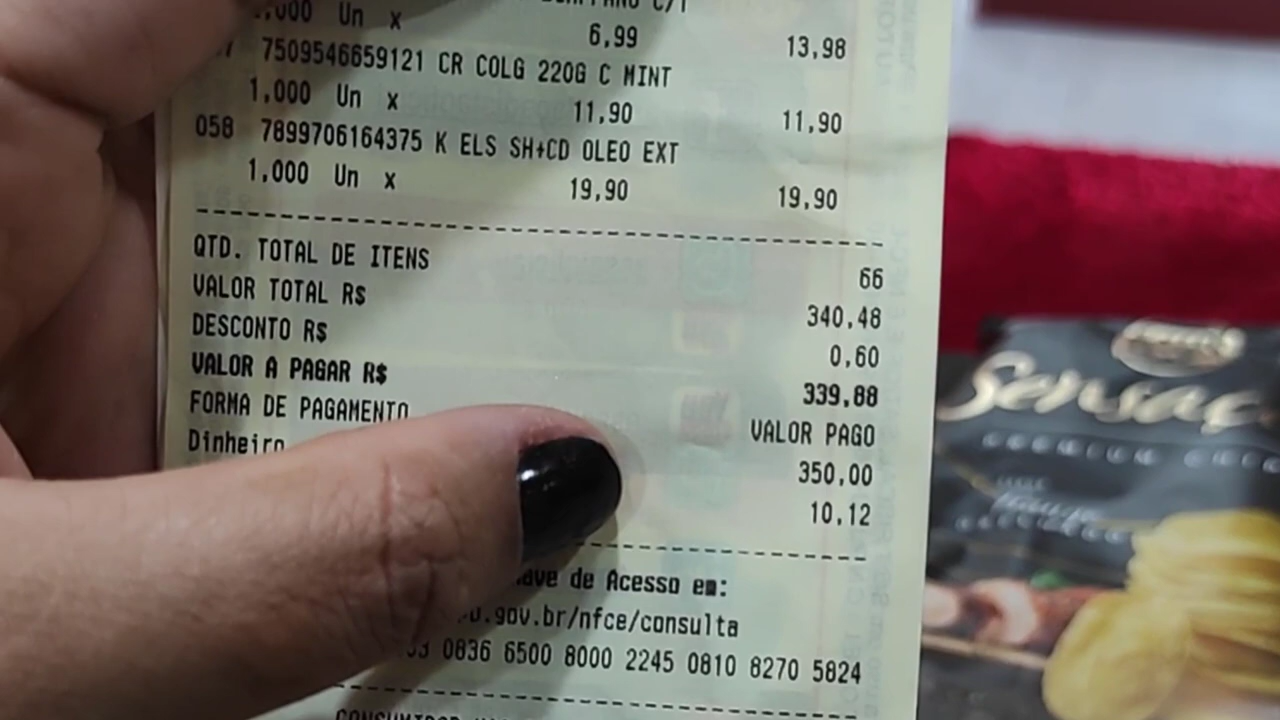 C/1
.000 Un x 6,99 13,98
7509546659121 CR COLG 220G C MINT
1,000 Un x 11,90 11,90
058 7899706164375 K ELS SH+CD OLEO EXT
1,000 Un x 19,90 19,90
QTD. TOTAL DE ITENS 66
VALOR TOTAL R$ 340,48
DESCONTO R$ 0,60
VALOR A PAGAR R$ 339,88
FORMA DE PAGAMENTO VALOR PAGO
Dinheiro 350,00
10,12
de Acesso em:
.gov.br/nfce/consulta
0836 6500 8000 2245 0810 8270 5824
Sensaç